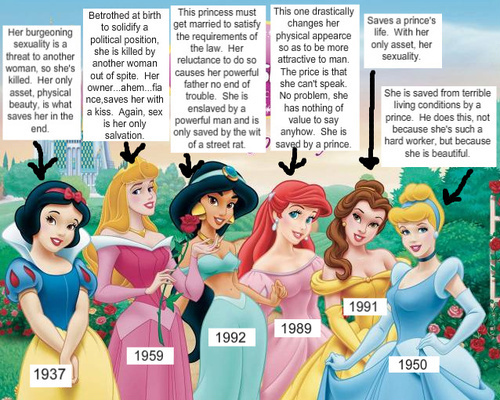 Her burgeoning
sexuality is a
threat to another
woman, so she's
killed. Her only
asset, physical
beauty, is what
saves her in the
end.
Betrothed at birth
to solidify a
political position,
she is killed by
another woman
out of spite. Her
owner...ahem...fia
nce,saves her with
a kiss. Again, sex
is her only
salvation.
This princess must
get married to satisfy
the requirements of
the law. Her
reluctance to do so
causes her powerful
father no end of
trouble. She is
enslaved by a
powerful man and is
only saved by the wit
of a street rat.
This one drastically
changes her
physical appearce
so as to be more
attractive to man.
The price is that
she can't speak.
No problem, she
has nothing of
value to say
anyhow. She is
saved by a prince.
Saves a prince's
life. With her
only asset, her
sexuality.
She is saved from terrible
living conditions by a
prince. He does this, not
because she's such a
hard worker, but because
she is beautiful.
1937
1959
1992
1989
1991
1950